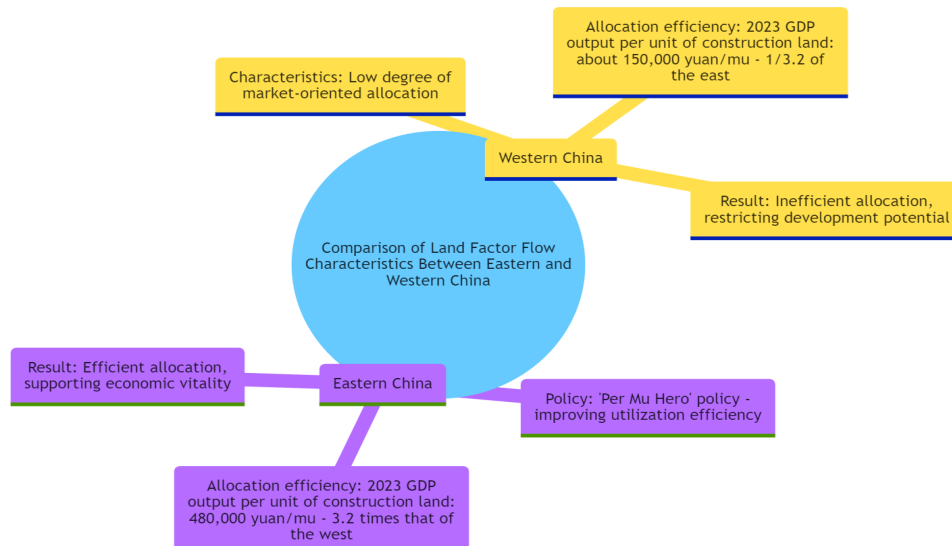 Allocation efficiency: 2023 GDP
output per unit of construction land:
about 150,000 yuan/mu - 1/3.2 of
the east
Characteristics: Low degree of
market-oriented allocation
Western China
Result: Inefficient allocation,
restricting development potential
Comparison of Land Factor Flow
Characteristics Between Eastern and
Western China
Result: Efficient allocation,
supporting economic vitality
Eastern China
Policy: 'Per Mu Hero' policy -
improving utilization efficiency
Allocation efficiency: 2023 GDP
output per unit of construction land:
480,000 yuan/mu - 3.2 times that of
the west